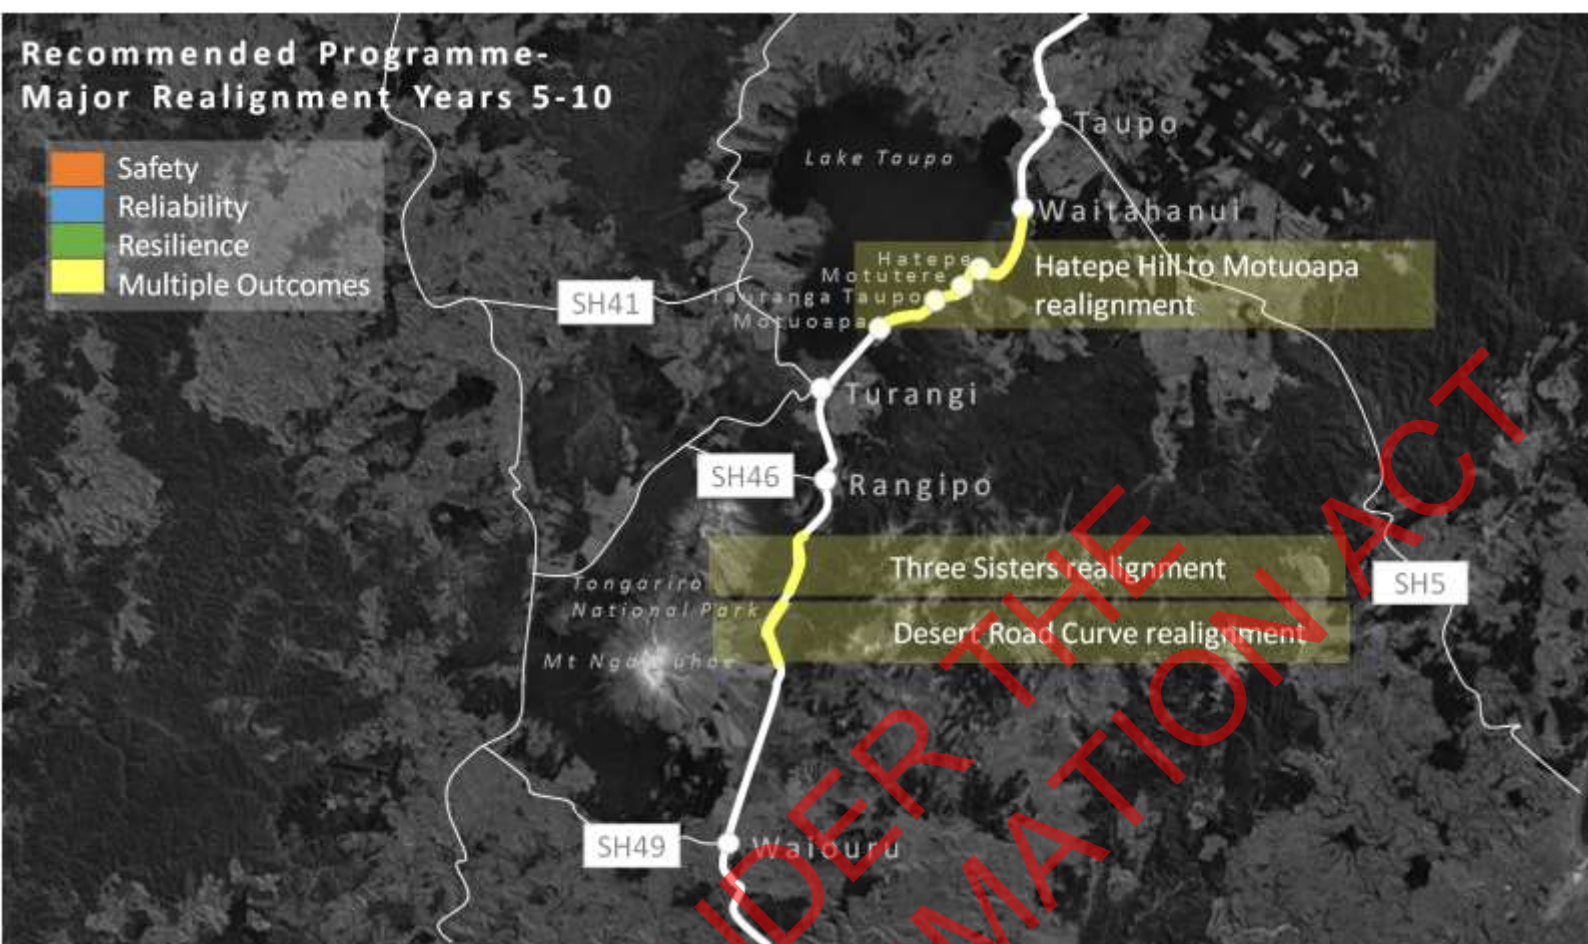 Recommended Programme-
Major Realignment Years 5-10
Safety
Reliability
Resilience
Multiple Outcomes
Taupo
Lake Taupo
Waitahanui
Hatepe
Motutere
Tauranga Taupo
Motuoapa
Hatepe Hill to Motuoapa
realignment
SH41
Turangi
SH46
Rangipo
Three Sisters realignment
Tongariro
National Park
SH5
Desert Road Curve realignment
SH49
Waiouru
DER THE
MATION ACT